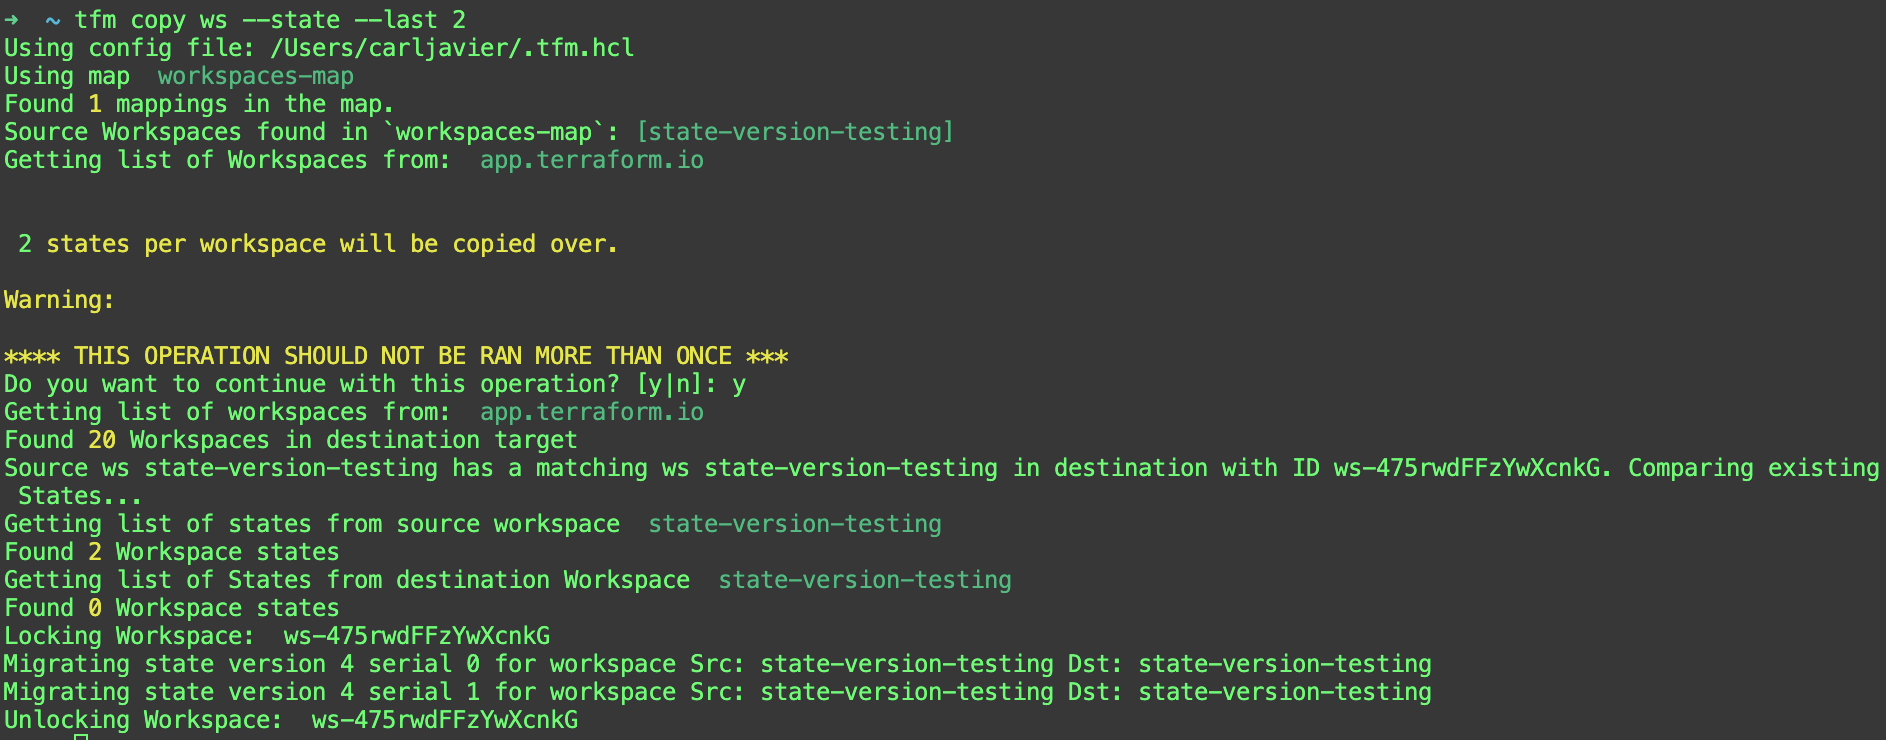 → ~ tfm copy ws --state --last 2
Using config file: /Users/carljavier/.tfm.hcl
Using map  workspaces-map
Found 1 mappings in the map.
Source Workspaces found in `workspaces-map`: [state-version-testing]
Getting list of Workspaces from:  app.terraform.io
2 states per workspace will be copied over.
Warning:
**** THIS OPERATION SHOULD NOT BE RAN MORE THAN ONCE ***
Do you want to continue with this operation? [y|n]: y
Getting list of workspaces from:  app.terraform.io
Found 20 Workspaces in destination target
Source ws state-version-testing has a matching ws state-version-testing in destination with ID ws-475rwdFFzYwXcnkG. Comparing existing
States...
Getting list of states from source workspace  state-version-testing
Found 2 Workspace states
Getting list of States from destination Workspace  state-version-testing
Found 0 Workspace states
Locking Workspace:  ws-475rwdFFzYwXcnkG
Migrating state version 4 serial 0 for workspace Src: state-version-testing Dst: state-version-testing
Migrating state version 4 serial 1 for workspace Src: state-version-testing Dst: state-version-testing
Unlocking Workspace:  ws-475rwdFFzYwXcnkG